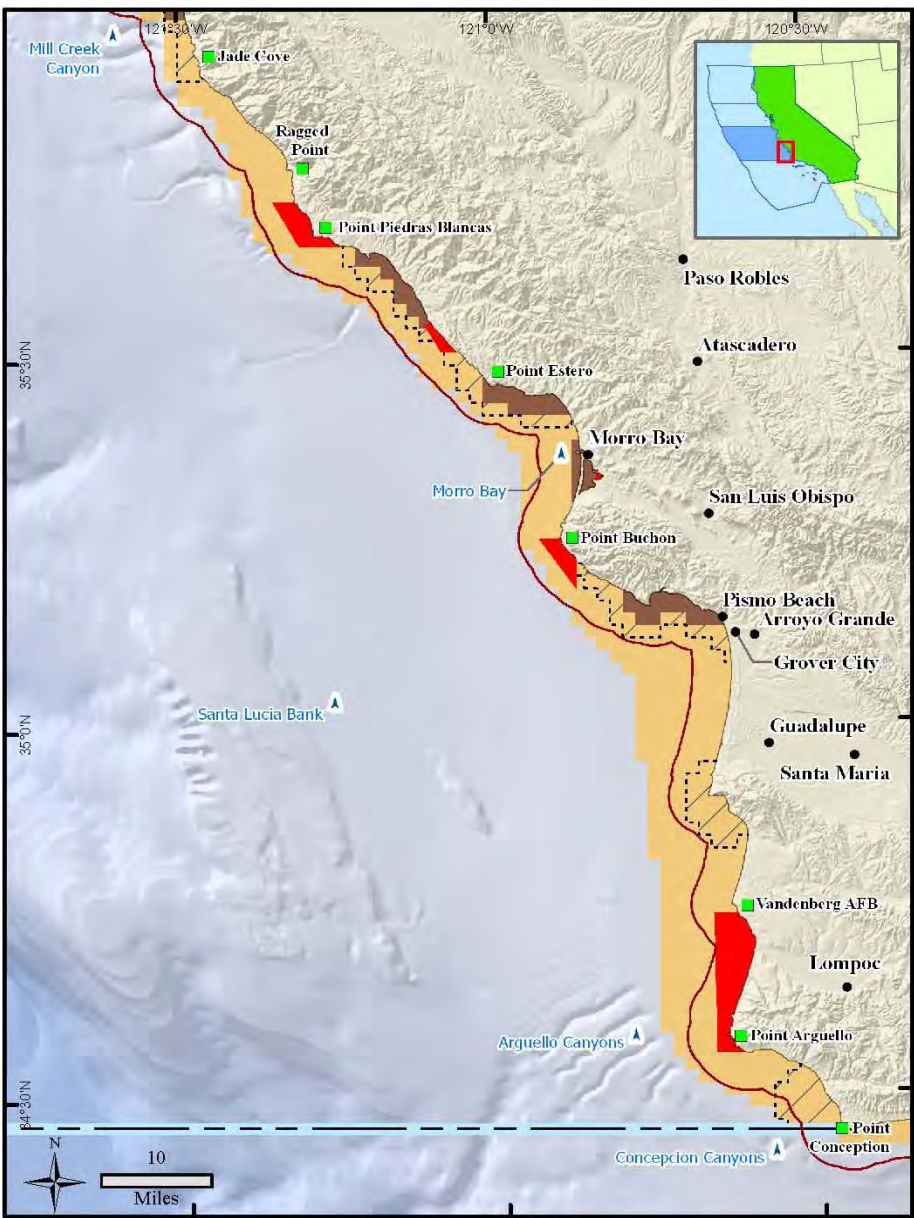 121°30'W
121°0'W
120°30'W
Mill Creek
Canyon
Jade Cove
Ragged
Point
Point Piedras Blancas
Paso Robles
Atascadero
35°30'N
Point Estero
Morro Bay
Morro Bay
San Luis Obispo
Point Buchon
Pismo Beach
Arroyo Grande
Grover City
Santa Lucia Bank
35°0'N
Guadalupe
Santa Maria
Vandenberg AFB
Lompoc
Arguello Canyons
Point Arguello
34°30'N
Point
Conception
Concepcion Canyons
N
10
Miles